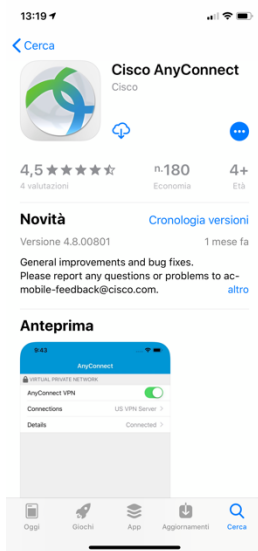 13:19
Cerca
Cisco AnyConnect
Cisco
4,5 n.180 4+
4 valutazioni Economia Età
Novità Cronologia versioni
Versione 4.8.00801 1 mese fa
General improvements and bug fixes.
Please report any questions or problems to ac-
mobile-feedback@cisco.com. altro
Anteprima
9:43
AnyConnect
VIRTUAL PRIVATE NETWORK
AnyConnect VPN
Connections US VPN Server
Details Connected
Oggi Giochi App Aggiornamenti Cerca